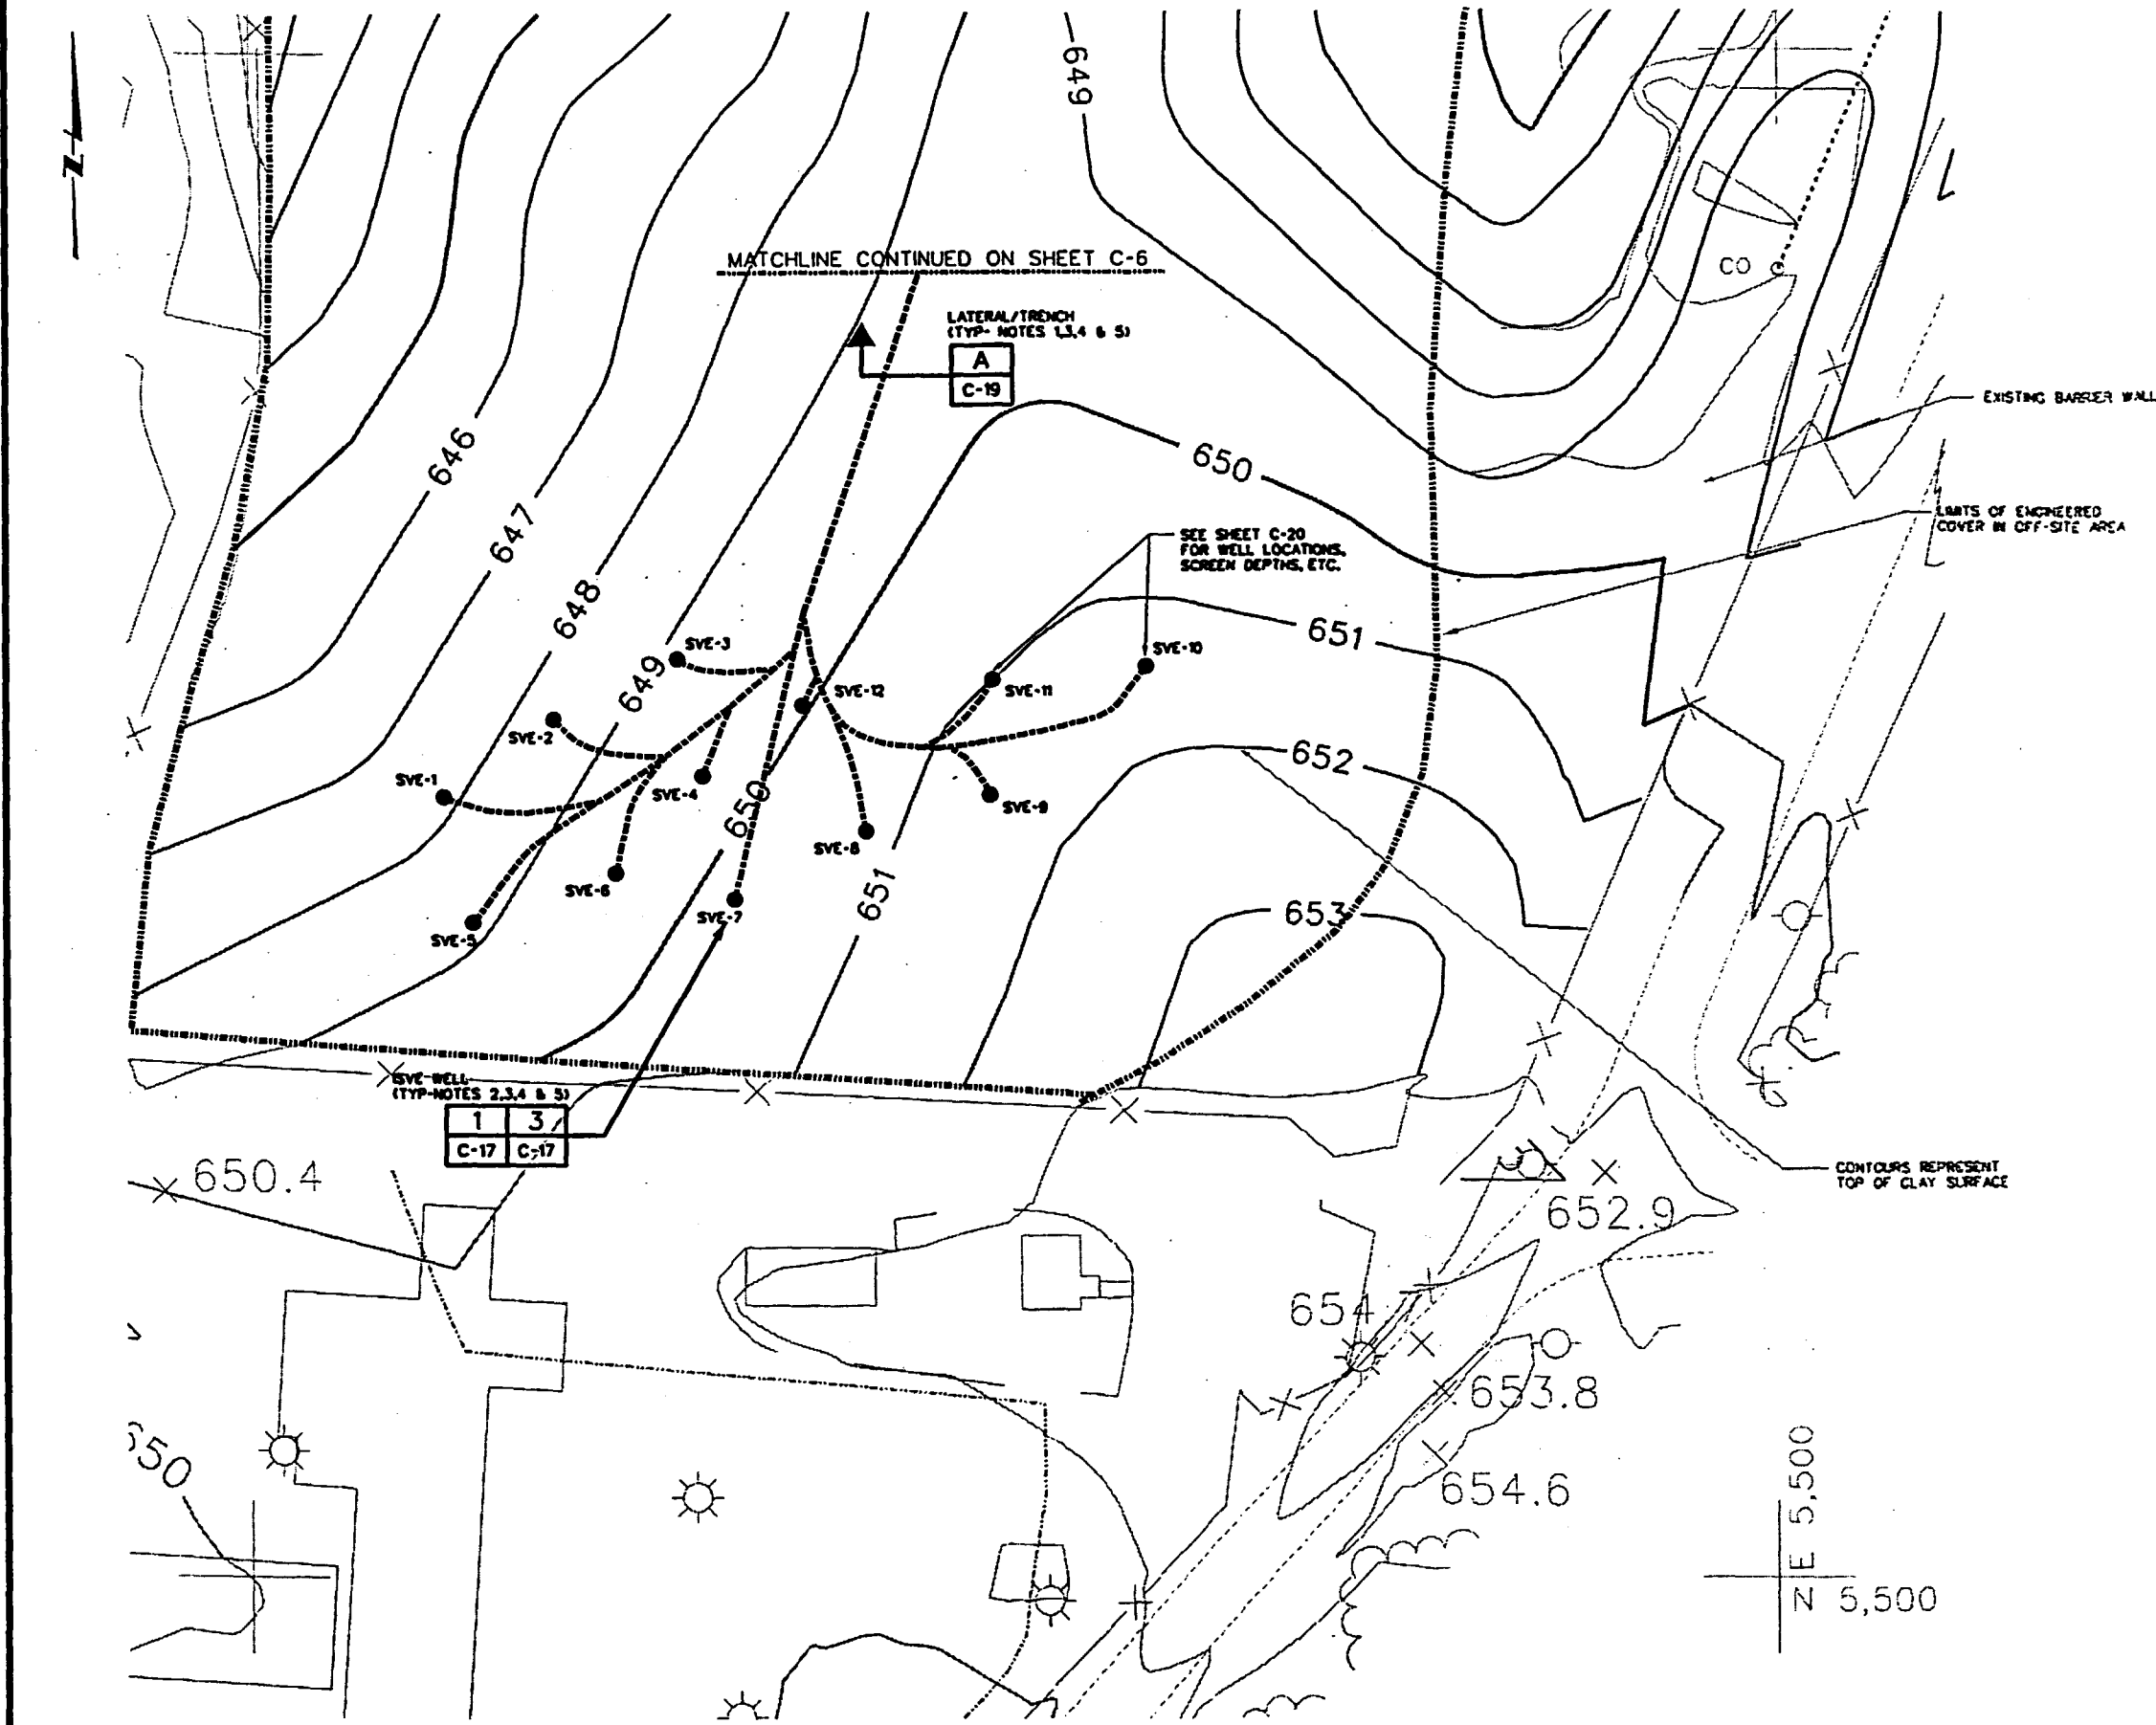 649
Z
MATCHLINE CONTINUED ON SHEET C-6
CO
LATERAL/TRENCH
(TYP- NOTES 1,3,4 & 5)
A
C-19
EXISTING BARRIER WALL
646
650
647
LIMITS OF ENGINEERED
COVER IN OFF-SITE AREA
SEE SHEET C-20
FOR WELL LOCATIONS,
SCREEN DEPTHS, ETC.
648
651
SVE-3
SVE-10
649
SVE-12
SVE-11
SVE-2
652
SVE-1
SVE-4
650
SVE-9
SVE-8
SVE-6
651
SVE-7
653
SVE-5
SVE-WELL
(TYP-NOTES 2,3,4 & 5)
1 3
C-17 C-17
650.4
CONTOURS REPRESENT
TOP OF CLAY SURFACE
652.9
654
653.8
650
654.6
E 5,500
N 5,500